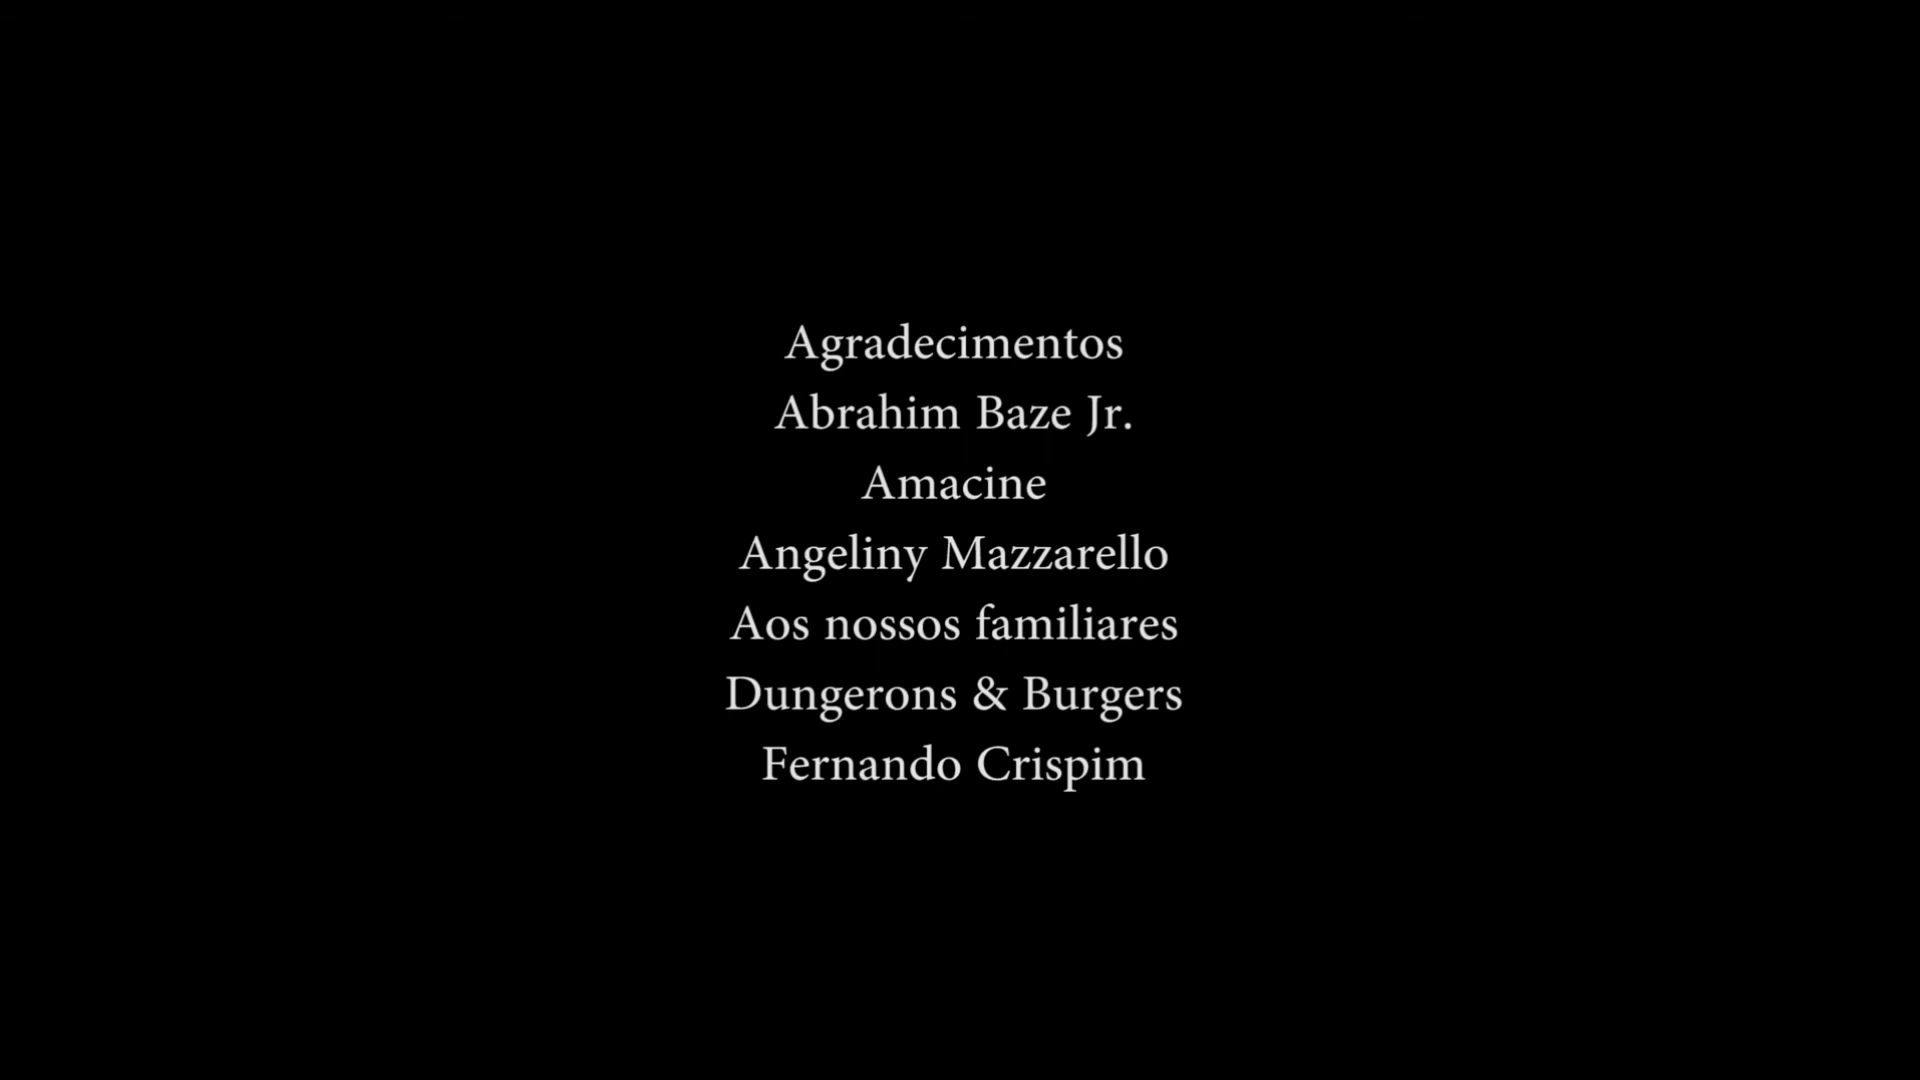 Agradecimentos
Abrahim Baze Jr.
Amacine
Angeliny Mazzarello
Aos nossos familiares
Dungerons & Burgers
Fernando Crispim